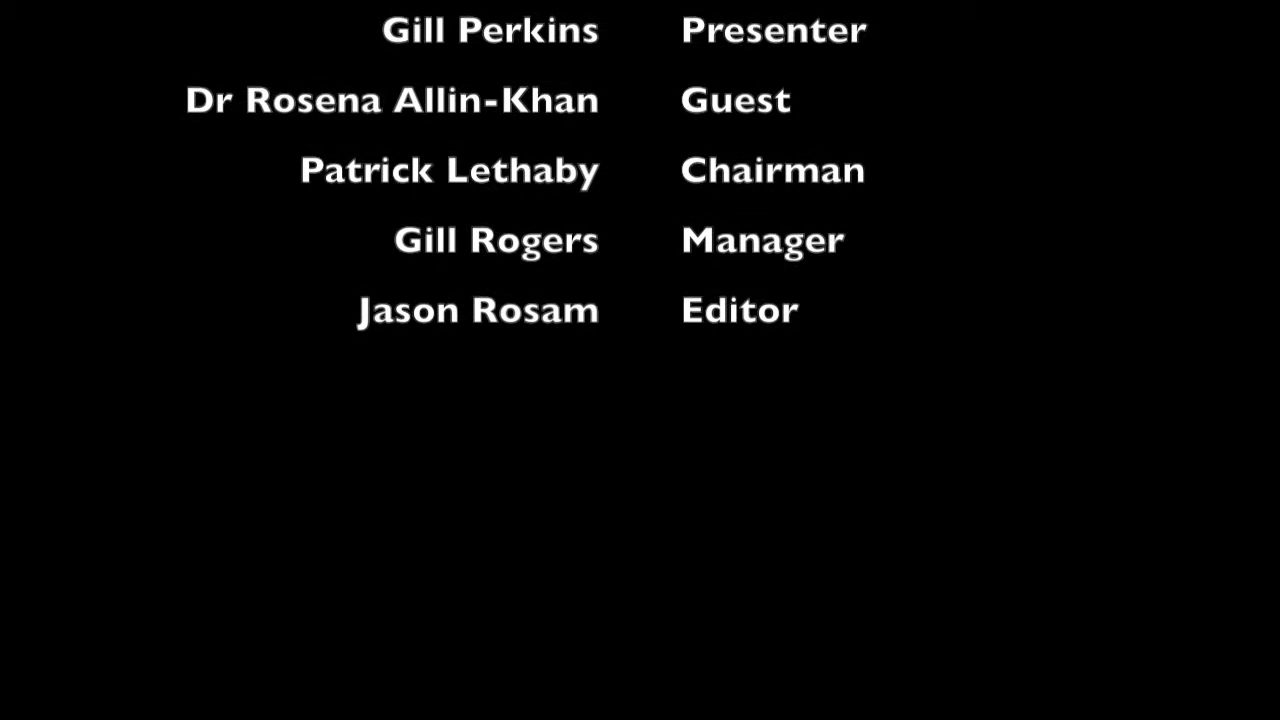 Gill Perkins Presenter
Dr Rosena Allin-Khan Guest
Patrick Lethaby Chairman
Gill Rogers Manager
Jason Rosam Editor